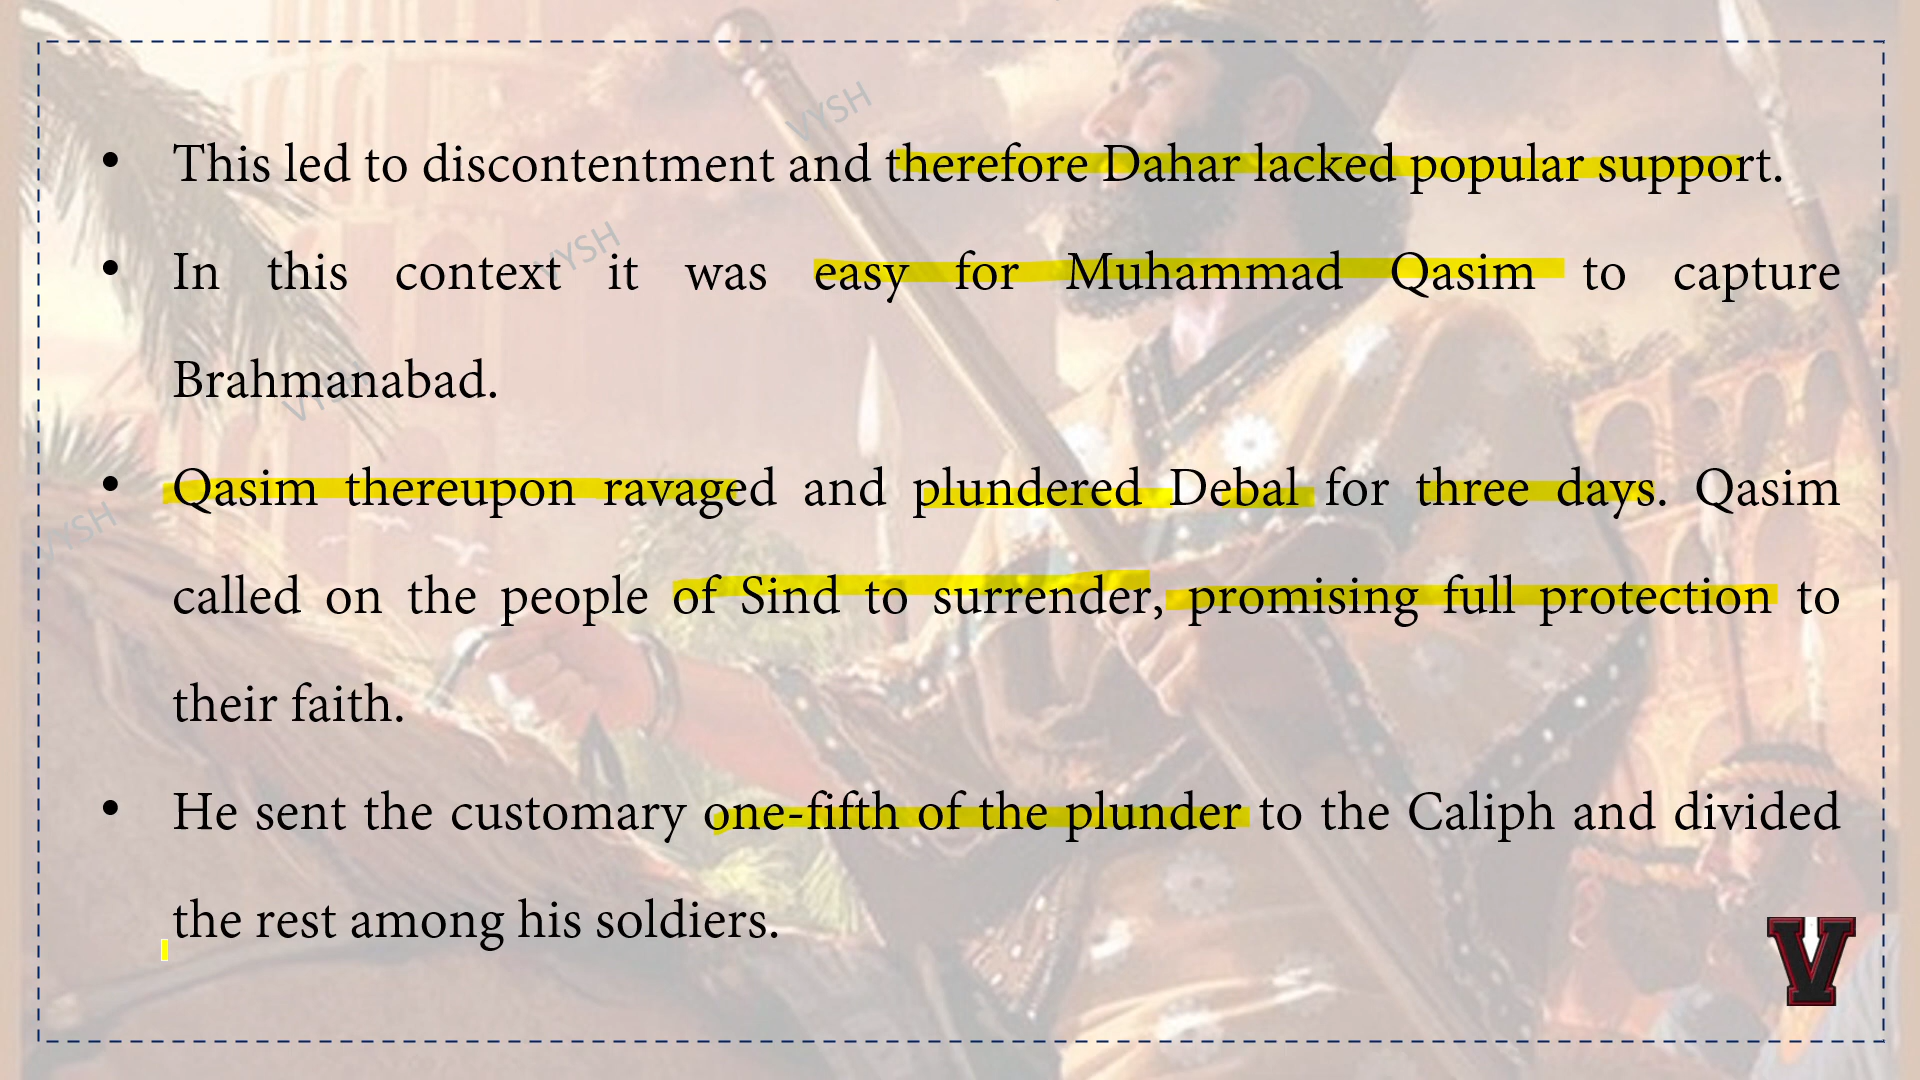 VYSH
• This led to discontentment and therefore Dahar lacked popular support.
VYSH
• In this context it was easy for Muhammad Qasim to capture
Brahmanabad.
• Qasim thereupon ravaged and plundered Debal for three days. Qasim
VYSH
called on the people of Sind to surrender, promising full protection to
their faith.
• He sent the customary one-fifth of the plunder to the Caliph and divided
the rest among his soldiers.
V